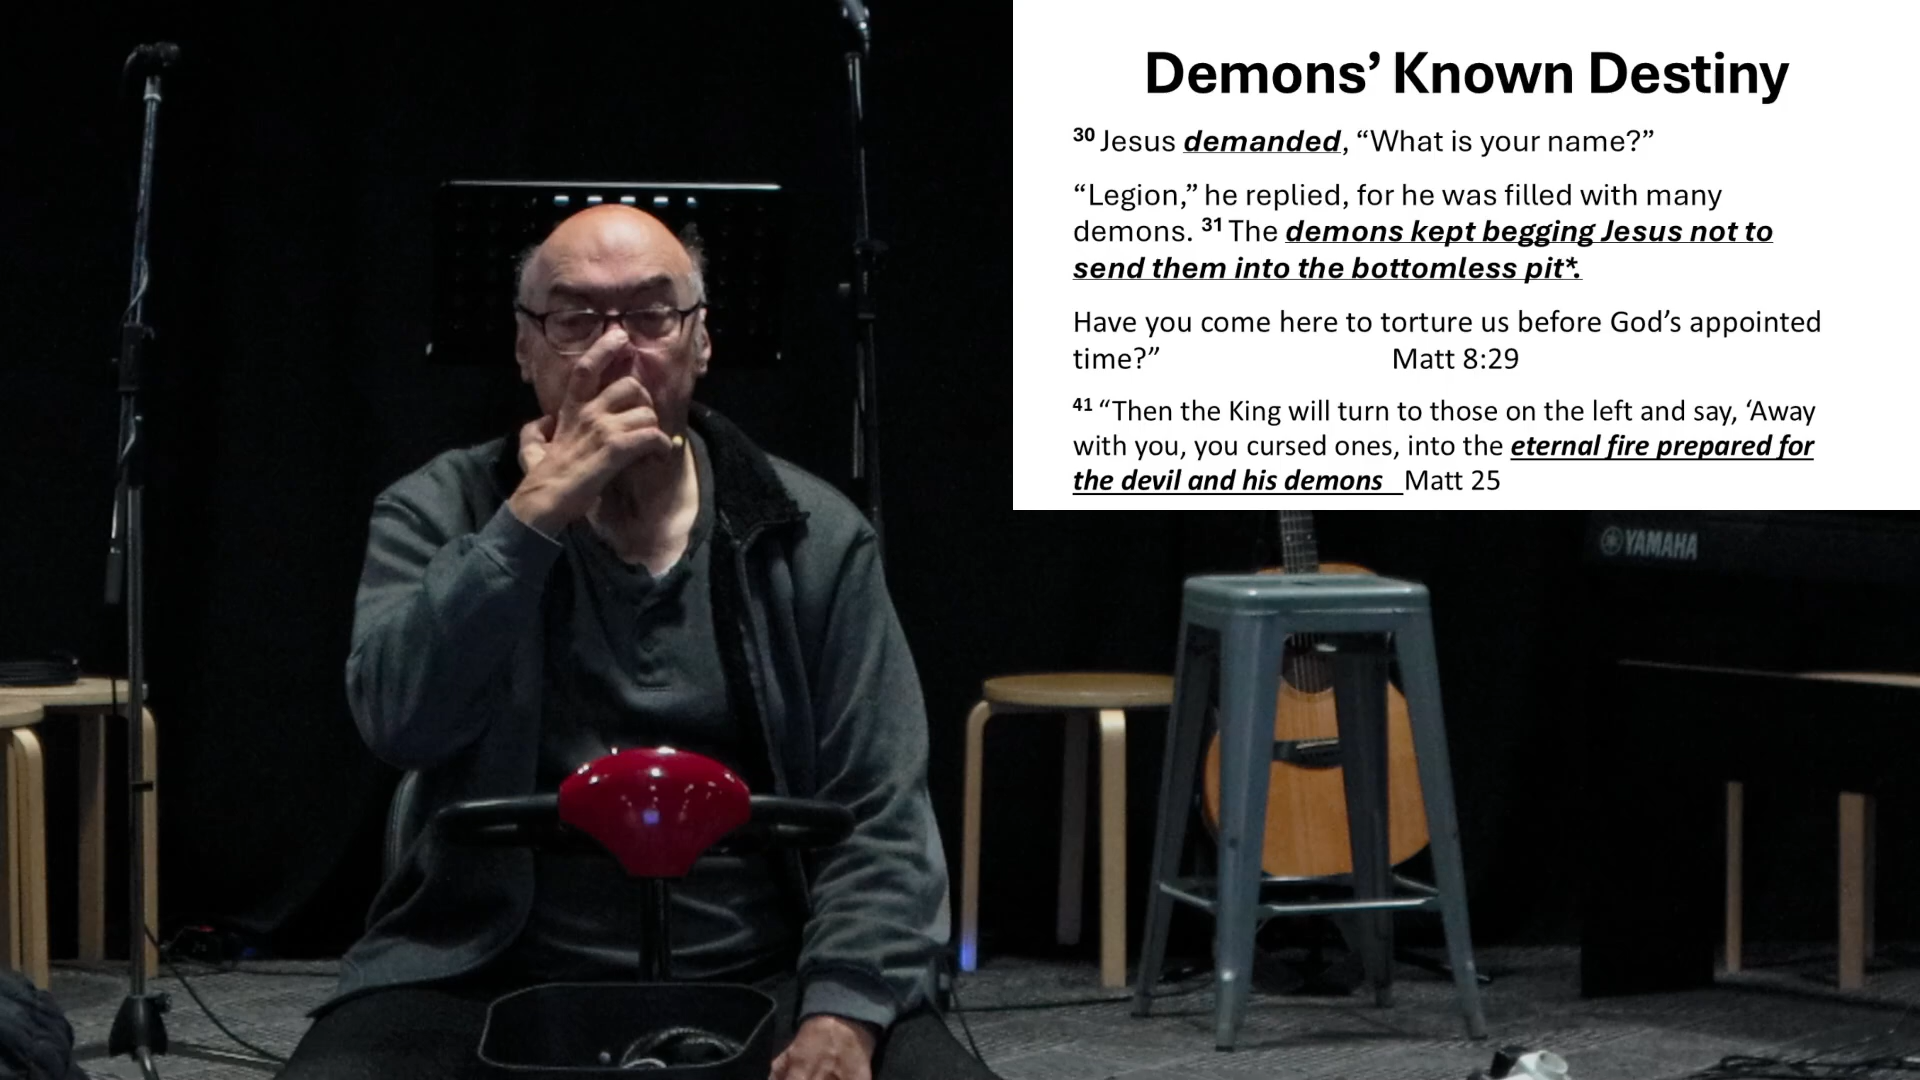 Demons’ Known Destiny
30 Jesus demanded, “What is your name?”
“Legion,” he replied, for he was filled with many
demons. 31 The demons kept begging Jesus not to
send them into the bottomless pit*.
Have you come here to torture us before God’s appointed
time?” Matt 8:29
41 “Then the King will turn to those on the left and say, ‘Away
with you, you cursed ones, into the eternal fire prepared for
the devil and his demons Matt 25
YAMAHA